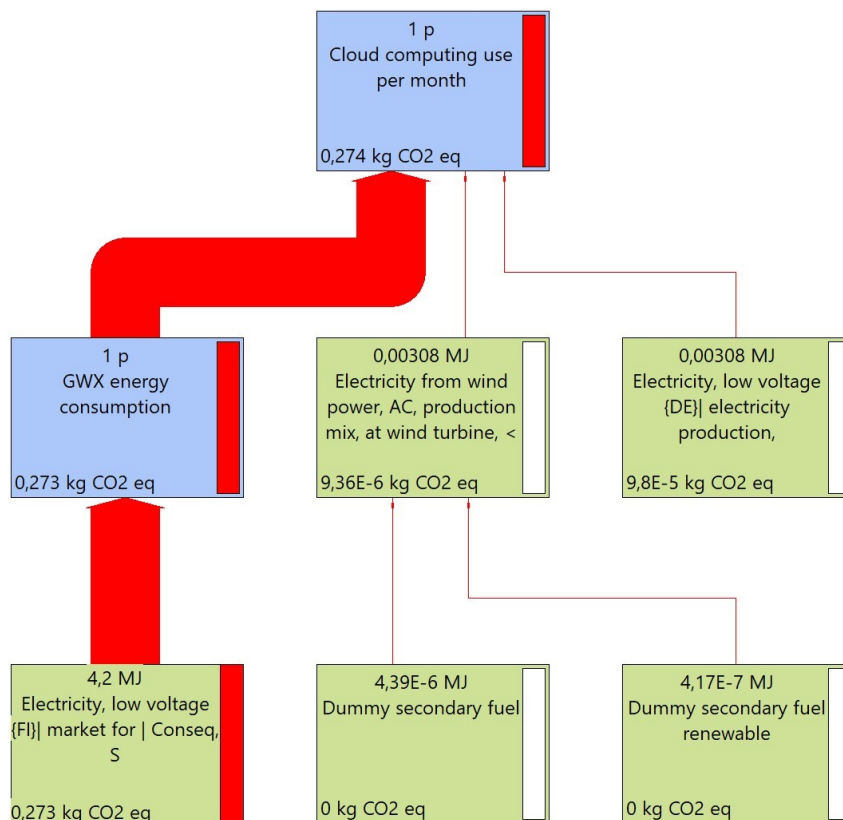 1 p
Cloud computing use
per month
0,274 kg CO2 eq
1 p
GWX energy
consumption
0,273 kg CO2 eq
0,00308 MJ
Electricity from wind
power, AC, production
mix, at wind turbine, <
9,36E-6 kg CO2 eq
0,00308 MJ
Electricity, low voltage
{DE}| electricity
production,
9,8E-5 kg CO2 eq
4,2 MJ
Electricity, low voltage
{FI}| market for | Conseq,
S
0,273 kg CO2 eq
4,39E-6 MJ
Dummy secondary fuel
0 kg CO2 eq
4,17E-7 MJ
Dummy secondary fuel
renewable
0 kg CO2 eq